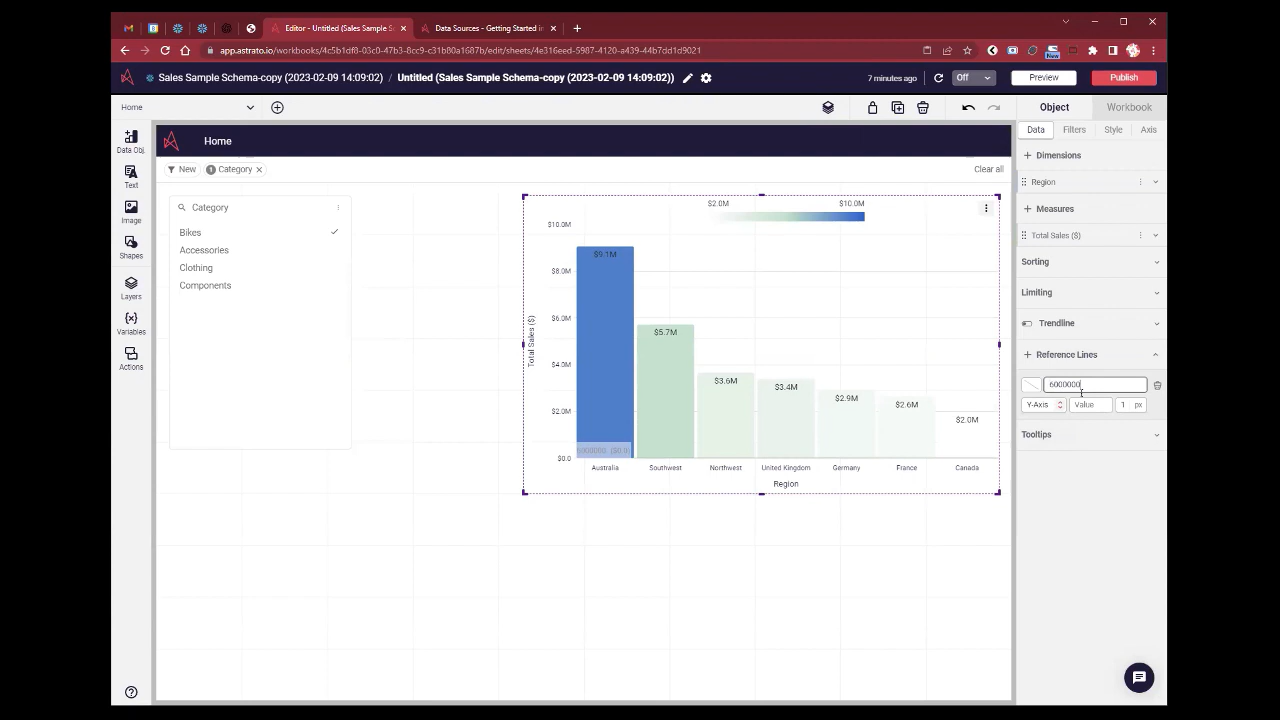 Editor - Untitled (Sales Sample S
Data Sources - Getting Started in
app.astrato.io/workbooks/4c5b1df8-03c0-47b3-8cc9-c31b80a1687b/edit/sheets/4e316eed-5987-4120-a439-44b7dd1d9021
New
Sales Sample Schema-copy (2023-02-09 14:09:02) / Untitled (Sales Sample Schema-copy (2023-02-09 14:09:02))
7 minutes ago
Off
Preview
Publish
Home
Object
Workbook
Data Obj.
Text
Image
Shapes
Layers
Variables
Actions
Home
New
1 Category
Clear all
Category
Bikes
Accessories
Clothing
Components
$2.0M
$10.0M
$10.0M
$8.0M
$6.0M
$4.0M
$2.0M
$0.0
Total Sales ($)
$9.1M
$5.7M
$3.6M
$3.4M
$2.9M
$2.6M
$2.0M
6000000 ($0.0)
Australia
Southwest
Northwest
United Kingdom
Germany
France
Canada
Region
Data
Filters
Style
Axis
Dimensions
Region
Measures
Total Sales ($)
Sorting
Limiting
Trendline
Reference Lines
6000000
Y-Axis
Value
1 px
Tooltips